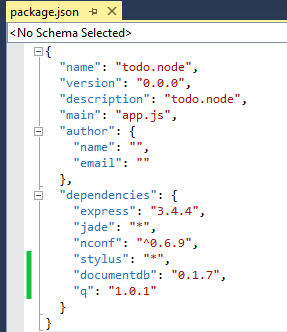 package.json
<No Schema Selected>
{
"name": "todo.node",
"version": "0.0.0",
"description": "todo.node",
"main": "app.js",
"author": {
"name": "",
"email": ""
},
"dependencies": {
"express": "3.4.4",
"jade": "*",
"nconf": "^0.6.9",
"stylus": "*",
"documentdb": "0.1.7",
"q": "1.0.1"
}
}